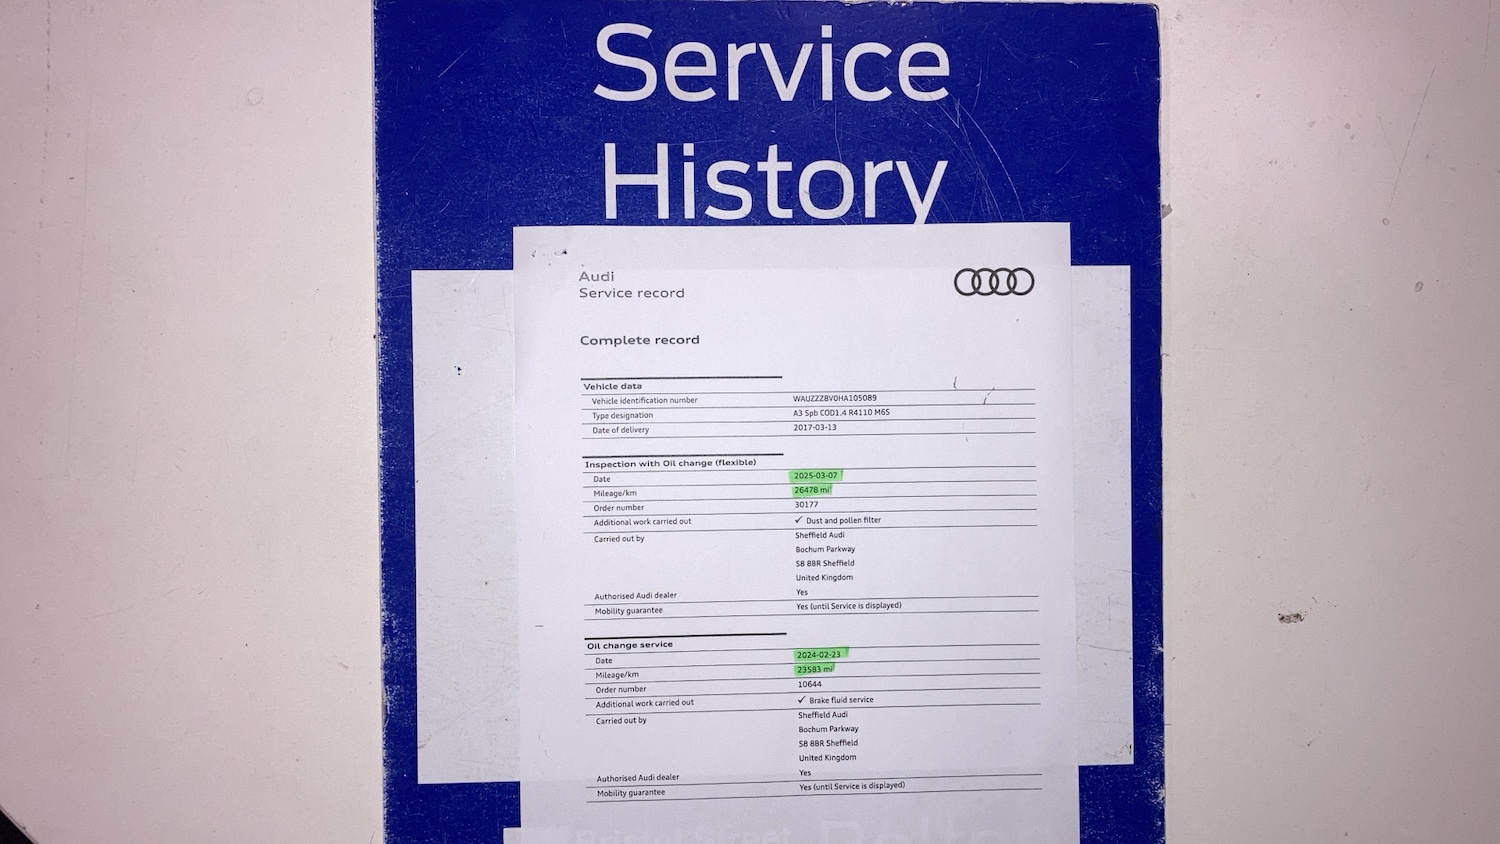 Service
History
Audi
Service record
Complete record
Vehicle data
Vehicle identification number WAUZZZ8V0HA105089
Type designation A3 Spb COD1.4 R4110 M6S
Date of delivery 2017-03-13
Inspection with Oil change (flexible)
Date 2025-03-07
Mileage/km 26478 mi
Order number 30177
Additional work carried out ✓ Dust and pollen filter
Carried out by Sheffield Audi
Bochum Parkway
S8 8BR Sheffield
United Kingdom
Authorised Audi dealer Yes
Mobility guarantee Yes (until Service is displayed)
Oil change service
Date 2024-02-23
Mileage/km 23583 mi
Order number 10644
Additional work carried out ✓ Brake fluid service
Carried out by Sheffield Audi
Bochum Parkway
S8 8BR Sheffield
United Kingdom
Authorised Audi dealer Yes
Mobility guarantee Yes (until Service is displayed)
Bristol Street